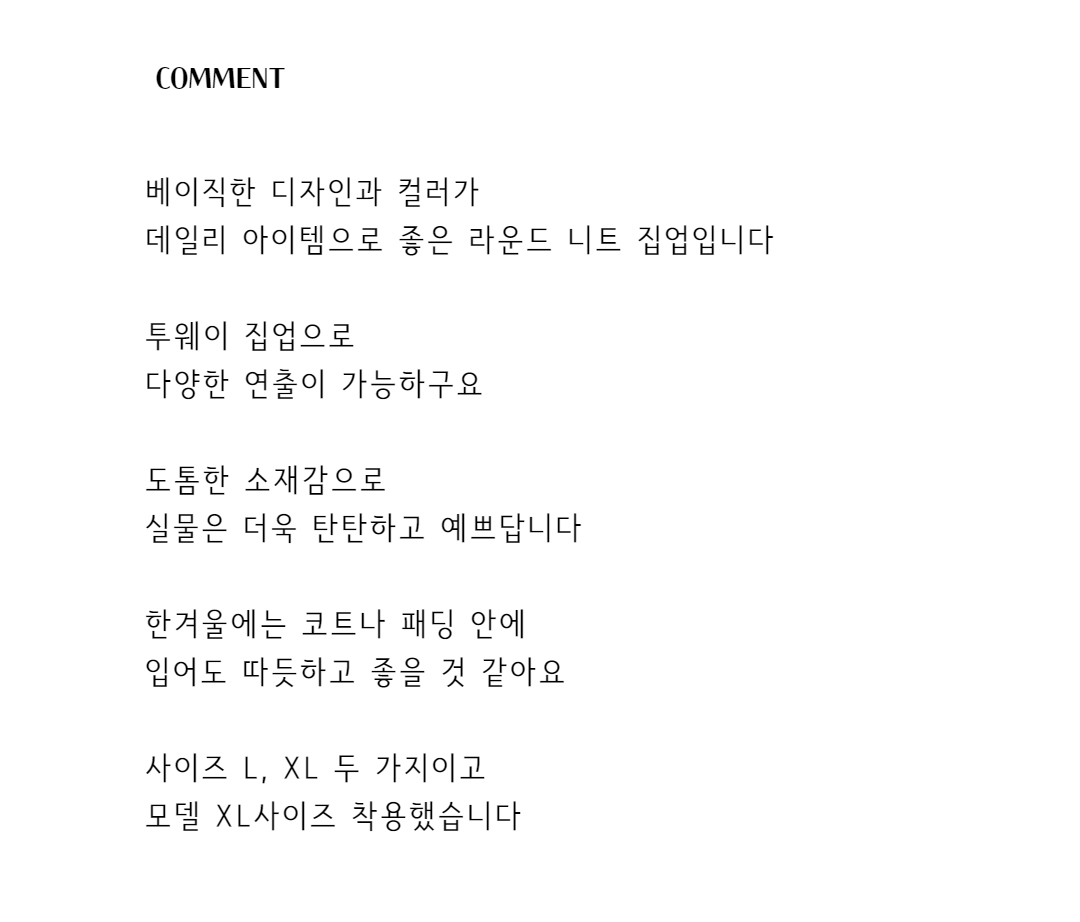 COMMENT
베이직한 디자인과 컬러가
데일리 아이템으로 좋은 라운드 니트 집업입니다
투웨이 집업으로
다양한 연출이 가능하구요
도톰한 소재감으로
실물은 더욱 탄탄하고 예쁘답니다
한겨울에는 코트나 패딩 안에
입어도 따듯하고 좋을 것 같아요
사이즈 L, XL 두 가지이고
모델 XL사이즈 착용했습니다